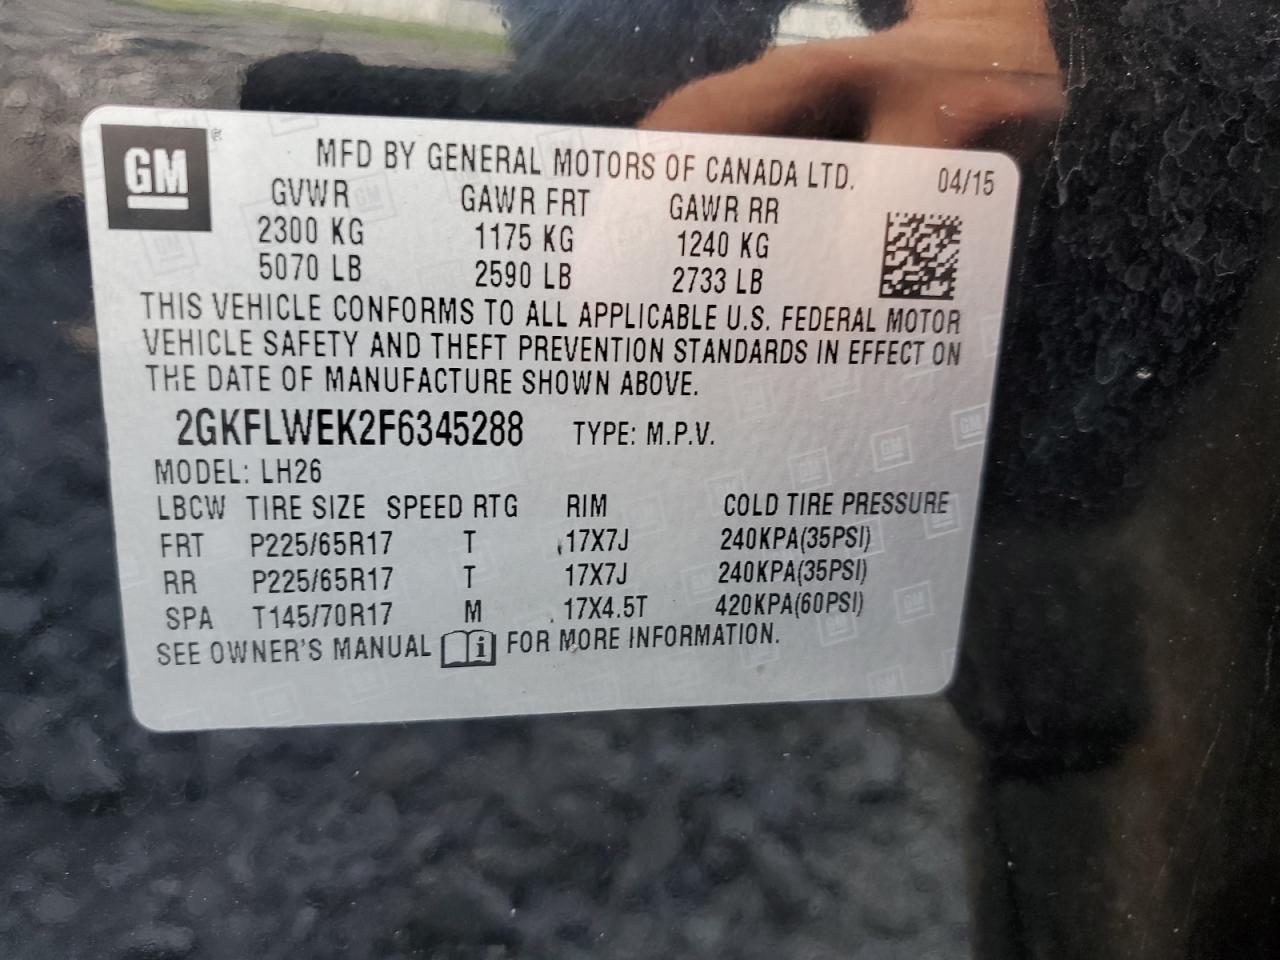 GM ®
MFD BY GENERAL MOTORS OF CANADA LTD. 04/15
GVWR GAWR FRT GAWR RR
2300 KG 1175 KG 1240 KG
5070 LB 2590 LB 2733 LB
THIS VEHICLE CONFORMS TO ALL APPLICABLE U.S. FEDERAL MOTOR
VEHICLE SAFETY AND THEFT PREVENTION STANDARDS IN EFFECT ON
THE DATE OF MANUFACTURE SHOWN ABOVE.
2GKFLWEK2F6345288 TYPE: M.P.V.
MODEL: LH26
LBCW TIRE SIZE SPEED RTG RIM COLD TIRE PRESSURE
FRT P225/65R17 T 17X7J 240KPA(35PSI)
RR P225/65R17 T 17X7J 240KPA(35PSI)
SPA T145/70R17 M 17X4.5T 420KPA(60PSI)
SEE OWNER'S MANUAL i FOR MORE INFORMATION.